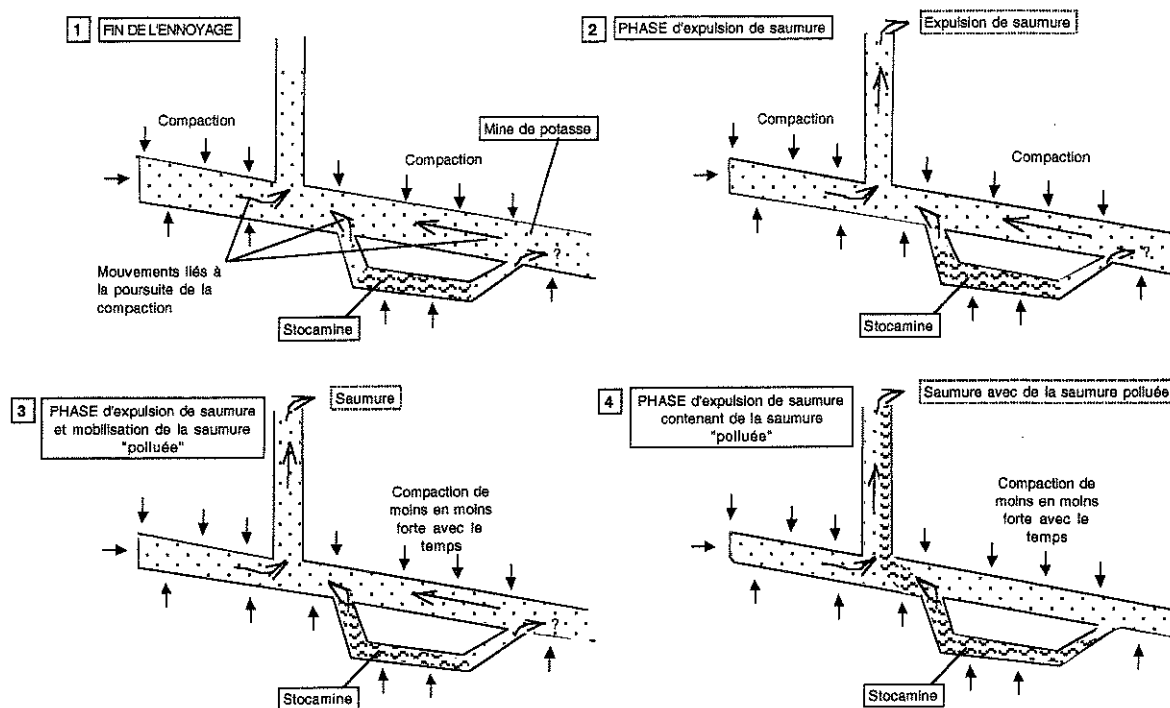 1 FIN DE L'ENNOYAGE
Compaction
Compaction
Mine de potasse
Mouvements liés à
la poursuite de la
compaction
?
Stocamine
2 PHASE d'expulsion de saumure
Expulsion de saumure
Compaction
Compaction
?
Stocamine
3 PHASE d'expulsion de saumure
et mobilisation de la saumure
"polluée"
Saumure
Compaction de
moins en moins
forte avec le
temps
?
Stocamine
4 PHASE d'expulsion de saumure
contenant de la saumure
"polluée"
Saumure avec de la saumure polluée
Compaction de
moins en moins
forte avec le
temps
Stocamine